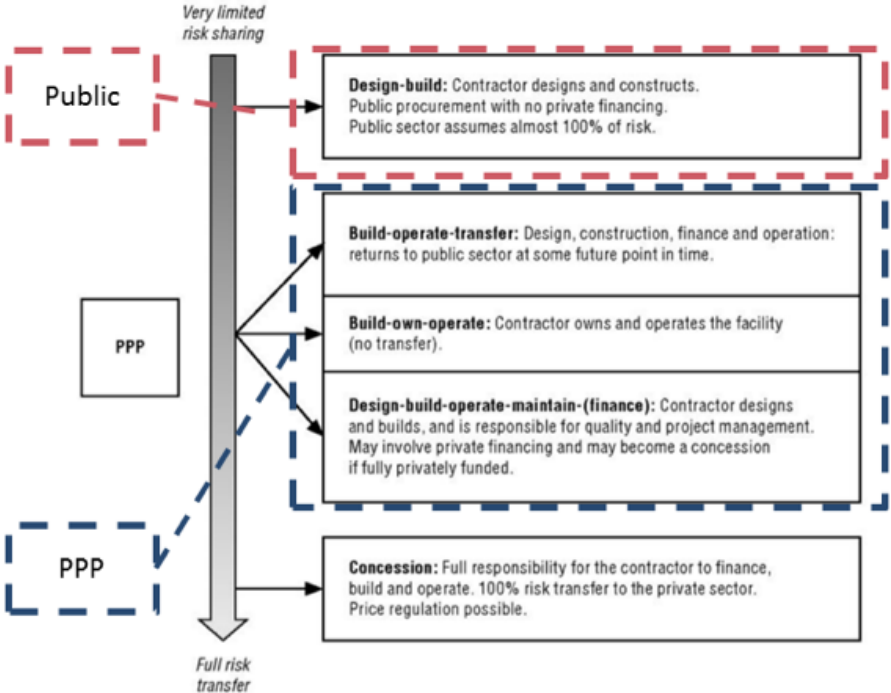 Very limited
risk sharing
Public
Design-build: Contractor designs and constructs.
Public procurement with no private financing.
Public sector assumes almost 100% of risk.
Build-operate-transfer: Design, construction, finance and operation:
returns to public sector at some future point in time.
PPP
Build-own-operate: Contractor owns and operates the facility
(no transfer).
Design-build-operate-maintain-(finance): Contractor designs
and builds, and is responsible for quality and project management.
May involve private financing and may become a concession
if fully privately funded.
PPP
Concession: Full responsibility for the contractor to finance,
build and operate. 100% risk transfer to the private sector.
Price regulation possible.
Full risk
transfer